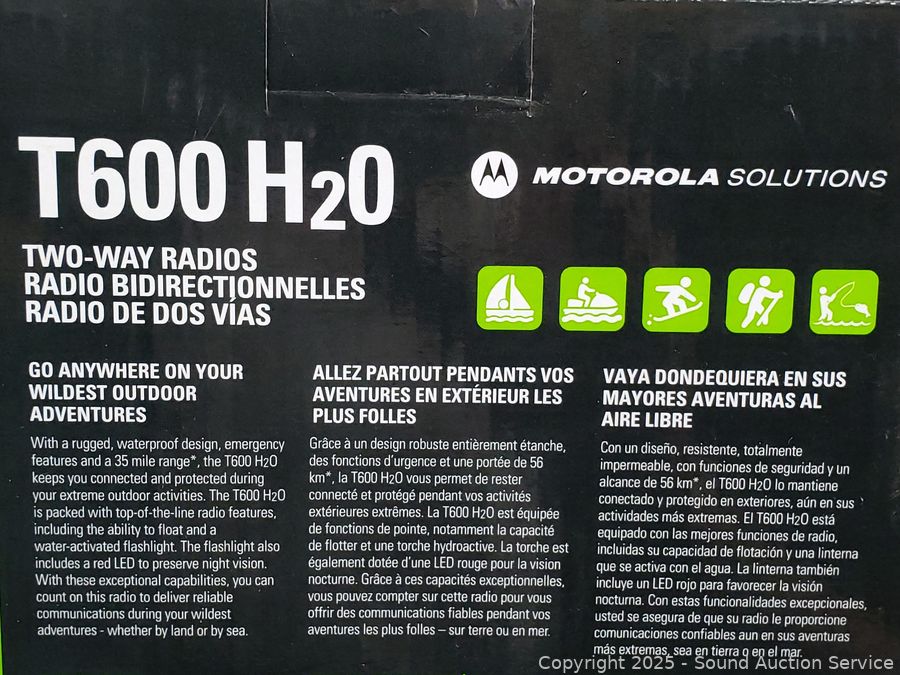 T600 H2O
MOTOROLA SOLUTIONS
TWO-WAY RADIOS
RADIO BIDIRECTIONNELLES
RADIO DE DOS VÍAS
GO ANYWHERE ON YOUR
WILDEST OUTDOOR
ADVENTURES
With a rugged, waterproof design, emergency
features and a 35 mile range*, the T600 H2O
keeps you connected and protected during
your extreme outdoor activities. The T600 H2O
is packed with top-of-the-line radio features,
including the ability to float and a
water-activated flashlight. The flashlight also
includes a red LED to preserve night vision.
With these exceptional capabilities, you can
count on this radio to deliver reliable
communications during your wildest
adventures - whether by land or by sea.
ALLEZ PARTOUT PENDANTS VOS
AVENTURES EN EXTÉRIEUR LES
PLUS FOLLES
Grâce à un design robuste entièrement étanche,
des fonctions d'urgence et une portée de 56
km*, la T600 H2O vous permet de rester
connecté et protégé pendant vos activités
extérieures extrêmes. La T600 H2O est équipée
de fonctions de pointe, notamment la capacité
de flotter et une torche hydroactive. La torche est
également dotée d'une LED rouge pour la vision
nocturne. Grâce à ces capacités exceptionnelles,
vous pouvez compter sur cette radio pour vous
offrir des communications fiables pendant vos
aventures les plus folles – sur terre ou en mer.
VAYA DONDEQUIERA EN SUS
MAYORES AVENTURAS AL
AIRE LIBRE
Con un diseño, resistente, totalmente
impermeable, con funciones de seguridad y un
alcance de 56 km*, el T600 H2O lo mantiene
conectado y protegido en exteriores, aún en sus
actividades más extremas. El T600 H2O está
equipado con las mejores funciones de radio,
incluidas su capacidad de flotación y una linterna
que se activa con el agua. La linterna también
incluye un LED rojo para favorecer la visión
nocturna. Con estas funcionalidades excepcionales,
usted se asegura de que su radio le proporcione
comunicaciones confiables aun en sus aventuras
más extremas, sea en tierra o en el mar.
Copyright 2025 - Sound Auction Service